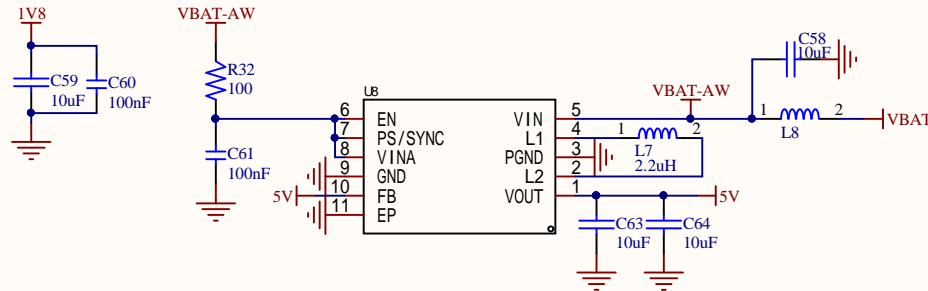 1V8
C59
10uF
C60
100nF
VBAT-AW
R32
100
C61
100nF
U8
6 EN
7 PS/SYNC
8 VINA
9 GND
10 FB
11 EP
5V
VIN 5
L1 4
PGND 3
L2 2
VOUT 1
1 2
L7
2.2uH
VBAT-AW
C58
10uF
1 2
L8
VBAT
5V
C63
10uF
C64
10uF